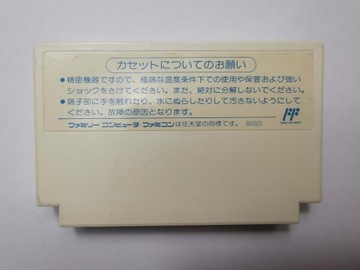 カセットについてのお願い
●精密機器ですので、極端な温度条件下での使用や保管および強い
ショックをさけてください。また、絶対に分解しないでください。
●端子部に手を触れたり、水にぬらしたりして汚さないようにして
ください。故障の原因となります。
ファミリー コンピュータ ファミコンは任天堂の商標です。